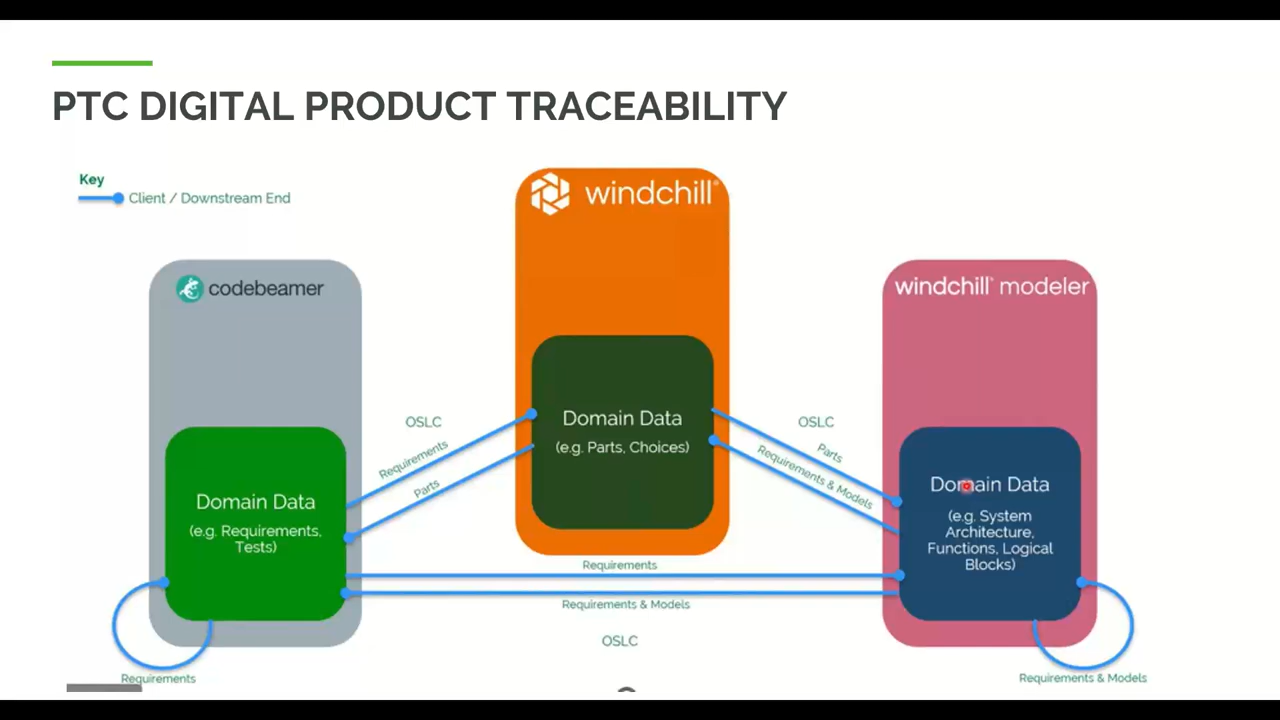 PTC DIGITAL PRODUCT TRACEABILITY
Key
Client / Downstream End
windchill®
codebeamer
windchill® modeler
OSLC
Requirements
Parts
Domain Data
(e.g. Parts, Choices)
OSLC
Parts
Requirements & Models
Domain Data
(e.g. Requirements,
Tests)
Domain Data
(e.g. System
Architecture,
Functions, Logical
Blocks)
Requirements
Requirements & Models
OSLC
Requirements
Requirements & Models